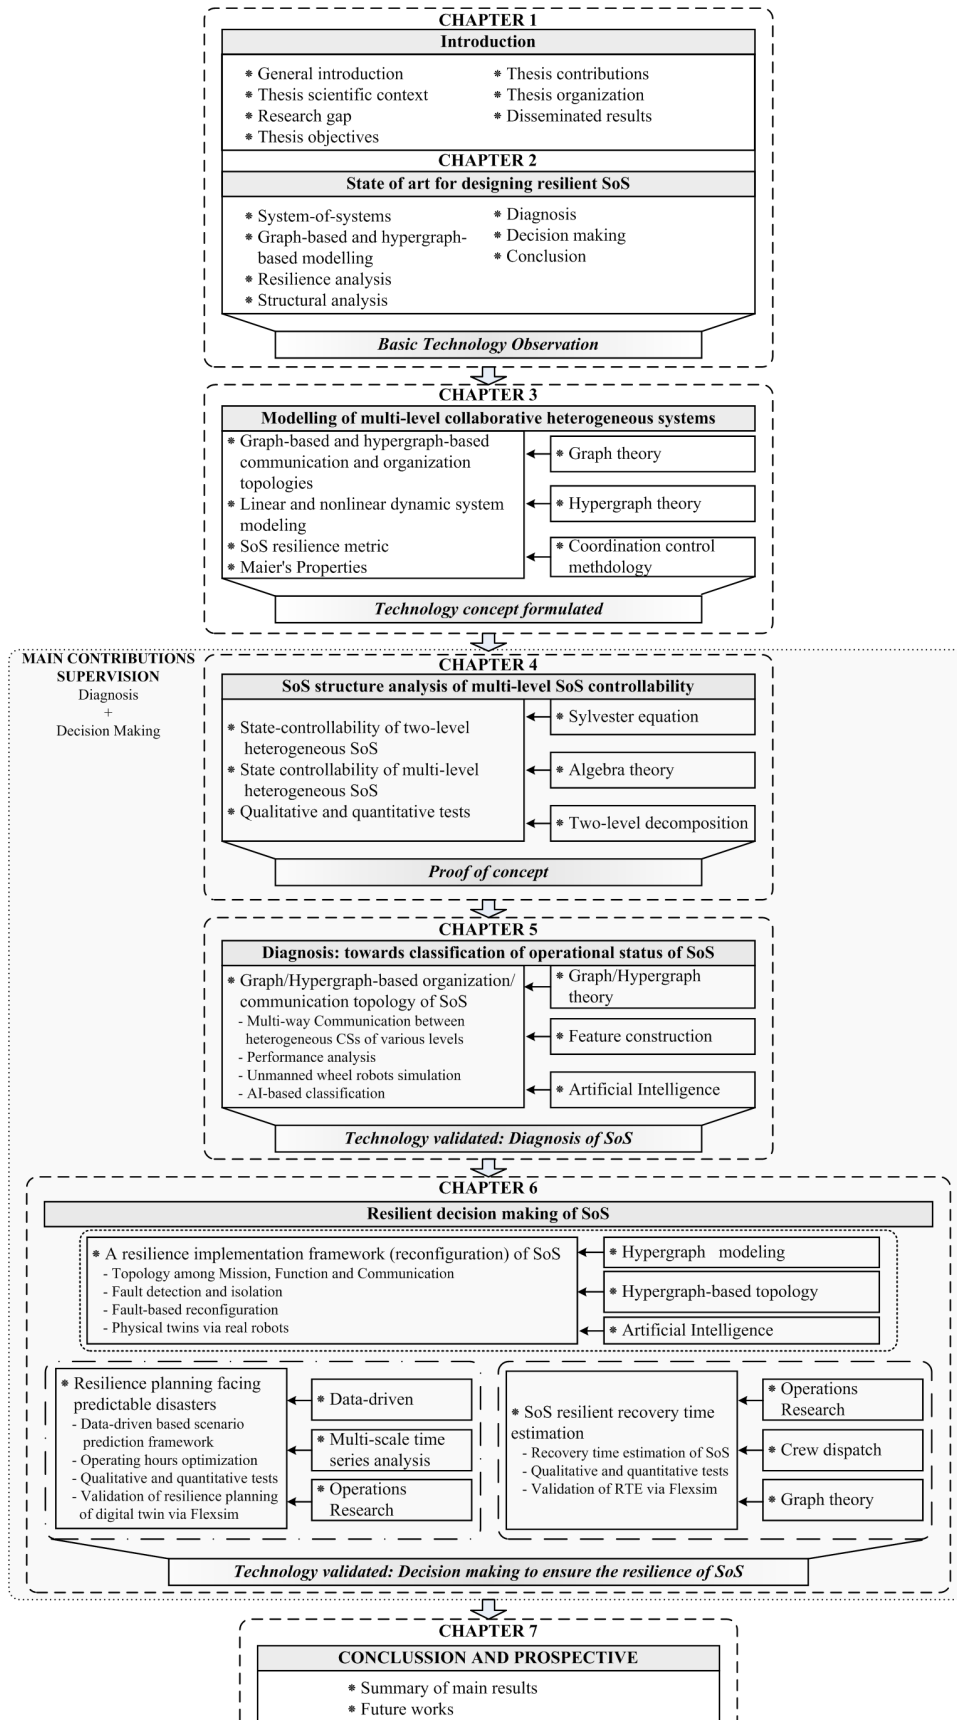 CHAPTER 1
Introduction
* General introduction
* Thesis scientific context
* Research gap
* Thesis objectives
* Thesis contributions
* Thesis organization
* Disseminated results
CHAPTER 2
State of art for designing resilient SoS
* System-of-systems
* Graph-based and hypergraph-
based modelling
* Resilience analysis
* Structural analysis
* Diagnosis
* Decision making
* Conclusion
Basic Technology Observation
CHAPTER 3
Modelling of multi-level collaborative heterogeneous systems
* Graph-based and hypergraph-based
communication and organization
topologies
* Linear and nonlinear dynamic system
modeling
* SoS resilience metric
* Maier's Properties
* Graph theory
* Hypergraph theory
* Coordination control
methdology
Technology concept formulated
MAIN CONTRIBUTIONS
SUPERVISION
Diagnosis
+
Decision Making
CHAPTER 4
SoS structure analysis of multi-level SoS controllability
* State-controllability of two-level
heterogeneous SoS
* State controllability of multi-level
heterogeneous SoS
* Qualitative and quantitative tests
* Sylvester equation
* Algebra theory
* Two-level decomposition
Proof of concept
CHAPTER 5
Diagnosis: towards classification of operational status of SoS
* Graph/Hypergraph-based organization/
communication topology of SoS
- Multi-way Communication between
heterogeneous CSs of various levels
- Performance analysis
- Unmanned wheel robots simulation
- AI-based classification
* Graph/Hypergraph
theory
* Feature construction
* Artificial Intelligence
Technology validated: Diagnosis of SoS
CHAPTER 6
Resilient decision making of SoS
* A resilience implementation framework (reconfiguration) of SoS
- Topology among Mission, Function and Communication
- Fault detection and isolation
- Fault-based reconfiguration
- Physical twins via real robots
* Hypergraph modeling
* Hypergraph-based topology
* Artificial Intelligence
* Resilience planning facing
predictable disasters
- Data-driven based scenario
prediction framework
- Operating hours optimization
- Qualitative and quantitative tests
- Validation of resilience planning
of digital twin via Flexsim
* Data-driven
* Multi-scale time
series analysis
* Operations
Research
* SoS resilient recovery time
estimation
- Recovery time estimation of SoS
- Qualitative and quantitative tests
- Validation of RTE via Flexsim
* Operations
Research
* Crew dispatch
* Graph theory
Technology validated: Decision making to ensure the resilience of SoS
CHAPTER 7
CONCLUSSION AND PROSPECTIVE
* Summary of main results
* Future works